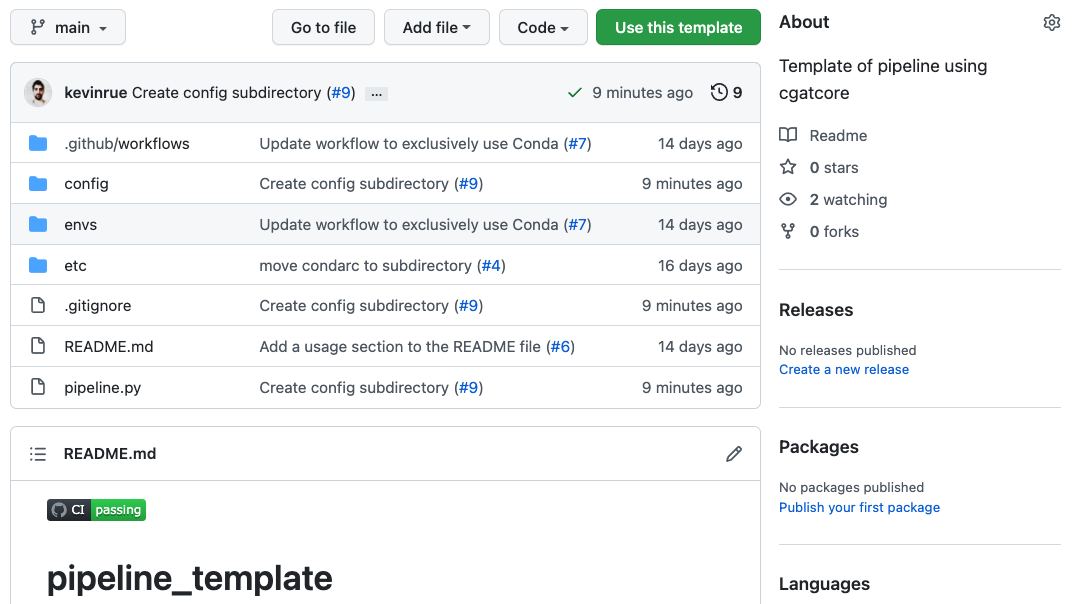 main
Go to file
Add file
Code
Use this template
kevinrue Create config subdirectory (#9) ...
9 minutes ago
9
.github/workflows Update workflow to exclusively use Conda (#7) 14 days ago
config Create config subdirectory (#9) 9 minutes ago
envs Update workflow to exclusively use Conda (#7) 14 days ago
etc move condarc to subdirectory (#4) 16 days ago
.gitignore Create config subdirectory (#9) 9 minutes ago
README.md Add a usage section to the README file (#6) 14 days ago
pipeline.py Create config subdirectory (#9) 9 minutes ago
README.md
CI passing
pipeline_template
About
Template of pipeline using
cgatcore
Readme
0 stars
2 watching
0 forks
Releases
No releases published
Create a new release
Packages
No packages published
Publish your first package
Languages